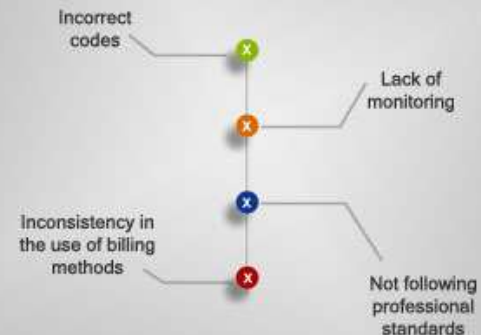 Incorrect
codes
X
Lack of
monitoring
X
X
Not following
professional
standards
Inconsistency in
the use of billing
methods
X